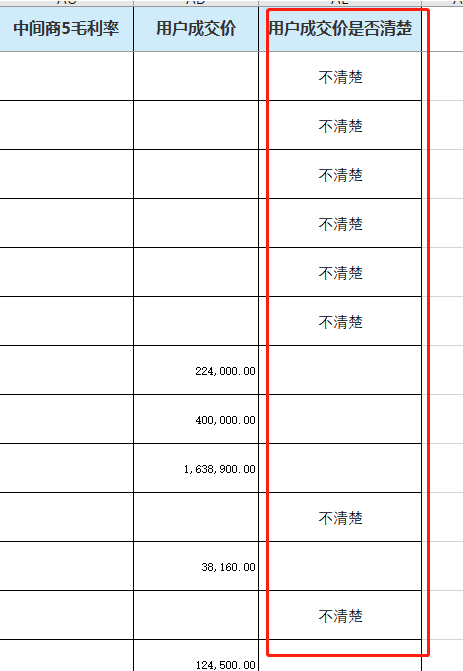 中间商5毛利率 用户成交价 用户成交价是否清楚
不清楚
不清楚
不清楚
不清楚
不清楚
不清楚
224,000.00
400,000.00
1,638,900.00
不清楚
38,160.00
不清楚
124,500.00